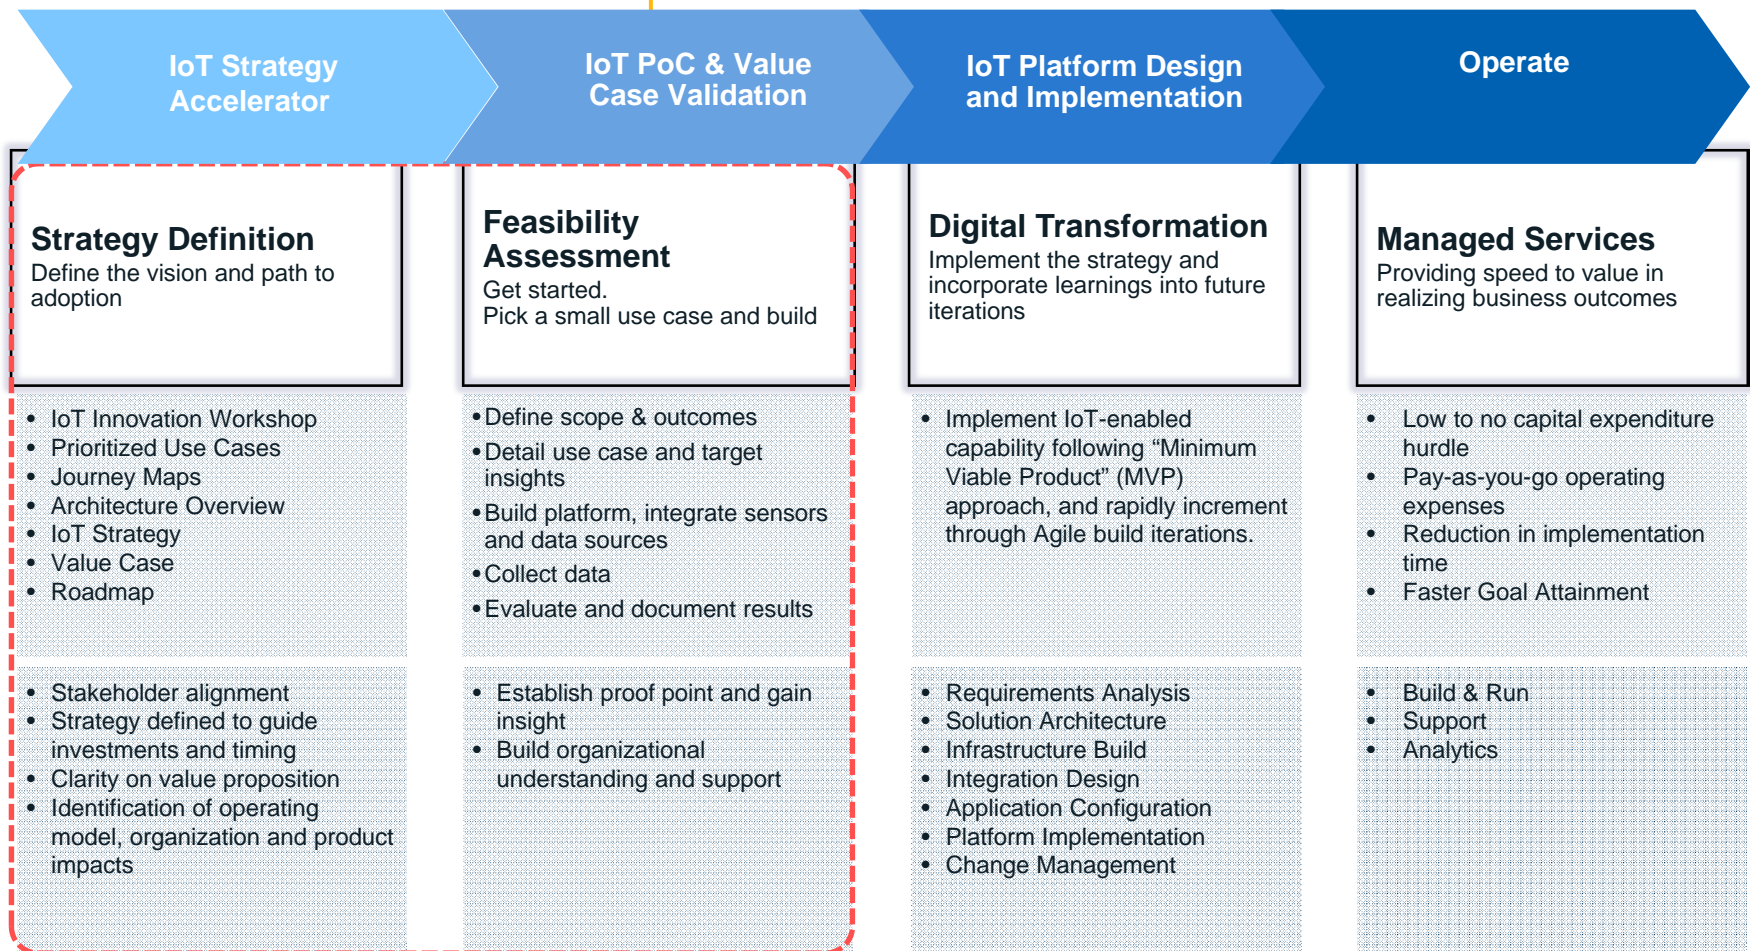 IoT Strategy
Accelerator
IoT PoC & Value
Case Validation
IoT Platform Design
and Implementation
Operate
Strategy Definition
Define the vision and path to
adoption
Feasibility
Assessment
Get started.
Pick a small use case and build
Digital Transformation
Implement the strategy and
incorporate learnings into future
iterations
Managed Services
Providing speed to value in
realizing business outcomes
• IoT Innovation Workshop
• Prioritized Use Cases
• Journey Maps
• Architecture Overview
• IoT Strategy
• Value Case
• Roadmap
• Define scope & outcomes
• Detail use case and target
insights
• Build platform, integrate sensors
and data sources
• Collect data
• Evaluate and document results
• Implement IoT-enabled
capability following “Minimum
Viable Product” (MVP)
approach, and rapidly increment
through Agile build iterations.
• Low to no capital expenditure
hurdle
• Pay-as-you-go operating
expenses
• Reduction in implementation
time
• Faster Goal Attainment
• Stakeholder alignment
• Strategy defined to guide
investments and timing
• Clarity on value proposition
• Identification of operating
model, organization and product
impacts
• Establish proof point and gain
insight
• Build organizational
understanding and support
• Requirements Analysis
• Solution Architecture
• Infrastructure Build
• Integration Design
• Application Configuration
• Platform Implementation
• Change Management
• Build & Run
• Support
• Analytics